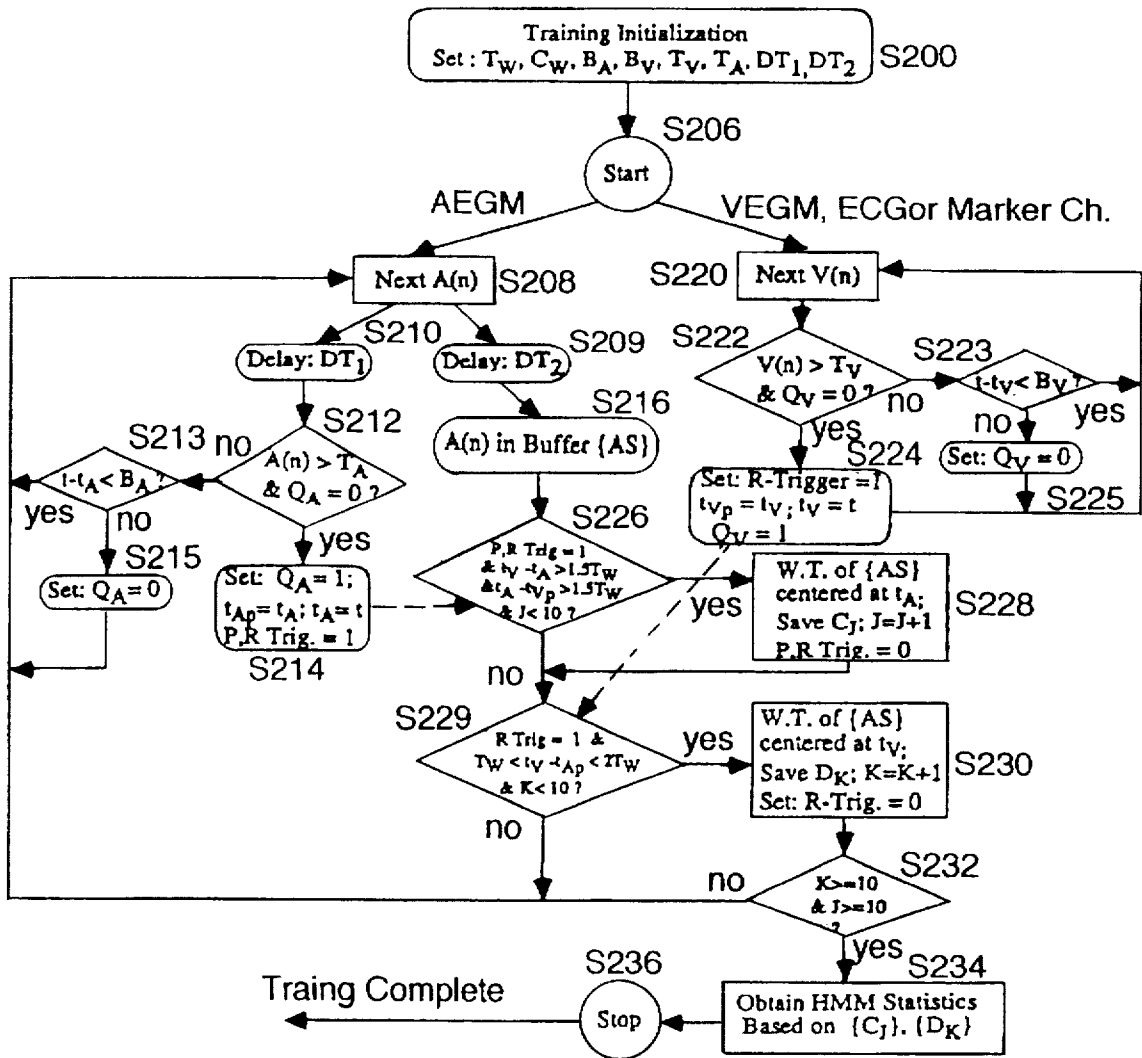 Training Initialization
Set : T_W, C_W, B_A, B_V, T_V, T_A, DT_1, DT_2
S200
S206
Start
AEGM
VEGM, ECGor Marker Ch.
Next A(n)
S208
S220
Next V(n)
S210
Delay: DT_1
S209
Delay: DT_2
S222
V(n) > T_V
& Q_V = 0 ?
no
yes
S223
t-t_V < B_V ?
yes
no
Set: Q_V = 0
S225
S216
A(n) in Buffer {AS}
S213
t-t_A < B_A ?
yes
no
S212
no
A(n) > T_A
& Q_A = 0 ?
yes
S224
Set: R-Trigger =1
t_Vp = t_V; t_V = t
Q_V = 1
S215
Set: Q_A = 0
Set: Q_A = 1;
t_Ap = t_A; t_A = t
P,R Trig. = 1
S214
S226
P,R Trig = 1
& t_V -t_A >1.5T_W
&t_A -t_Vp >1.5T_W
& J< 10 ?
yes
no
W.T. of {AS}
centered at t_A;
Save C_J; J=J+1
P,R Trig. = 0
S228
S229
R Trig = 1 &
T_W < t_V -t_Ap < 2T_W
& K< 10 ?
yes
no
W.T. of {AS}
centered at t_V;
Save D_K; K=K+1
Set: R-Trig. = 0
S230
S232
K>=10
& J>=10
?
no
yes
S234
Obtain HMM Statistics
Based on {C_J}. {D_K}
S236
Stop
Traing Complete